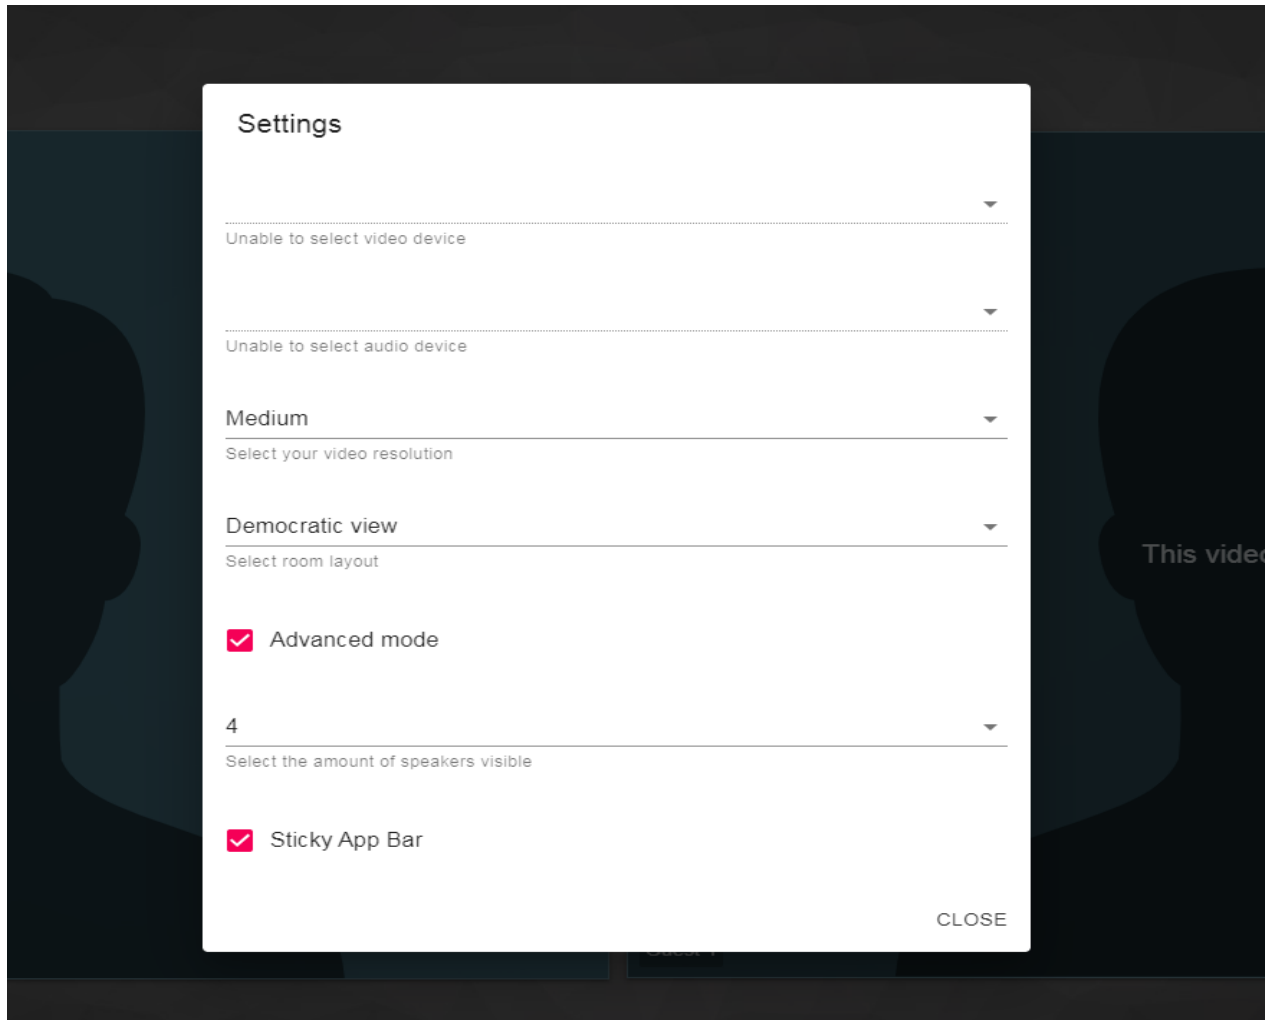 Settings
Unable to select video device
Unable to select audio device
Medium
Select your video resolution
Democratic view
Select room layout
This video
Advanced mode
4
Select the amount of speakers visible
Sticky App Bar
CLOSE